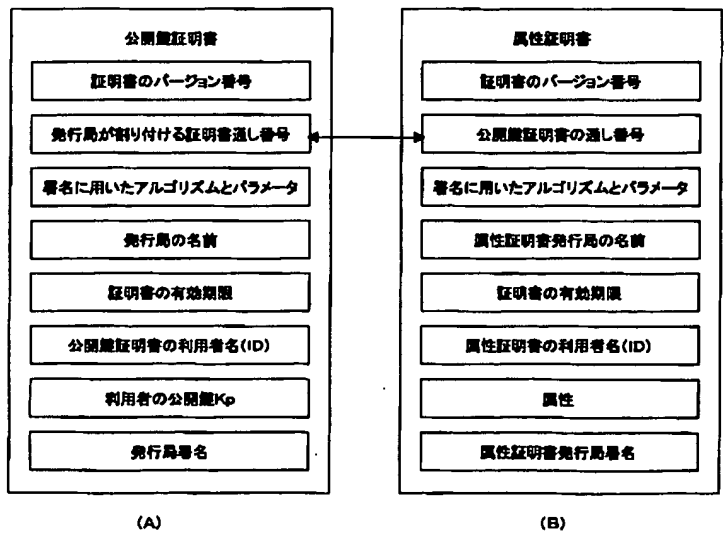 公開鍵証明書
証明書のバージョン番号
発行局が割り付ける証明書通し番号
署名に用いたアルゴリズムとパラメータ
発行局の名前
証明書の有効期限
公開鍵証明書の利用者名(ID)
利用者の公開鍵Kp
発行局署名
(A)
属性証明書
証明書のバージョン番号
公開鍵証明書の通し番号
署名に用いたアルゴリズムとパラメータ
属性証明書発行局の名前
証明書の有効期限
属性証明書の利用者名(ID)
属性
属性証明書発行局署名
(B)